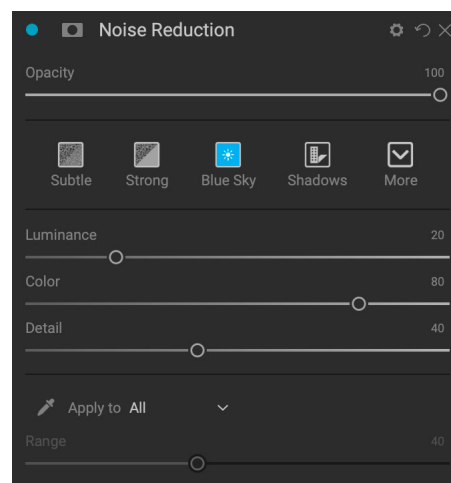 Noise Reduction
Opacity 100
Subtle Strong Blue Sky Shadows More
Luminance 20
Color 80
Detail 40
Apply to All
Range 40